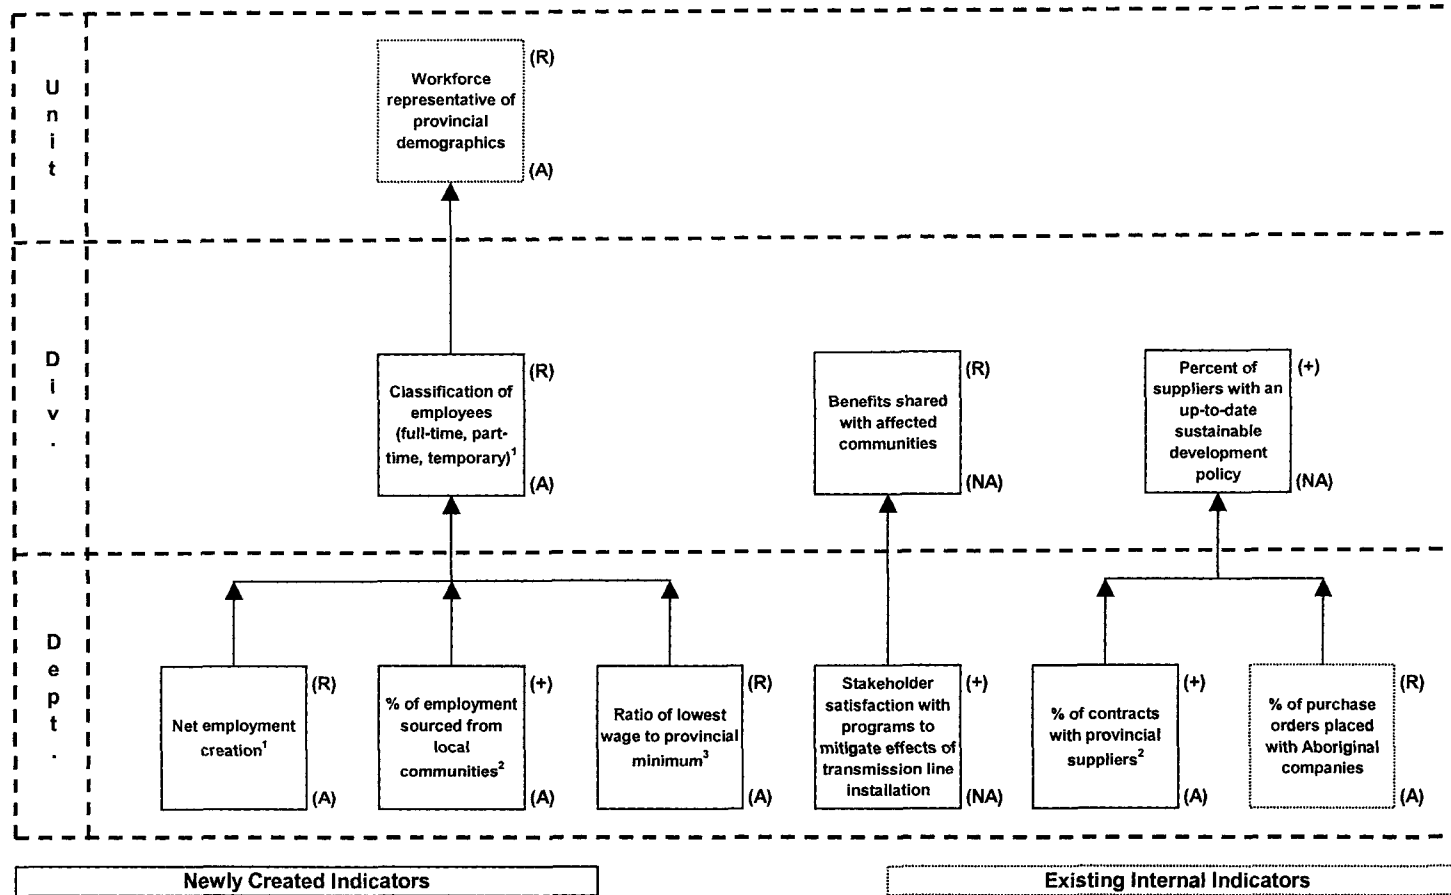 Unit
Workforce
representative of
provincial
demographics
(R)
(A)
Div.
Classification of
employees
(full-time, part-
time, temporary)1
(R)
(A)
Benefits shared
with affected
communities
(R)
(NA)
Percent of
suppliers with an
up-to-date
sustainable
development
policy
(+)
(NA)
Dept.
Net employment
creation1
(R)
(A)
% of employment
sourced from
local
communities2
(+)
(A)
Ratio of lowest
wage to provincial
minimum3
(R)
(A)
Stakeholder
satisfaction with
programs to
mitigate effects of
transmission line
installation
(+)
(NA)
% of contracts
with provincial
suppliers2
(+)
(A)
% of purchase
orders placed
with Aboriginal
companies
(R)
(A)
Newly Created Indicators
Existing Internal Indicators